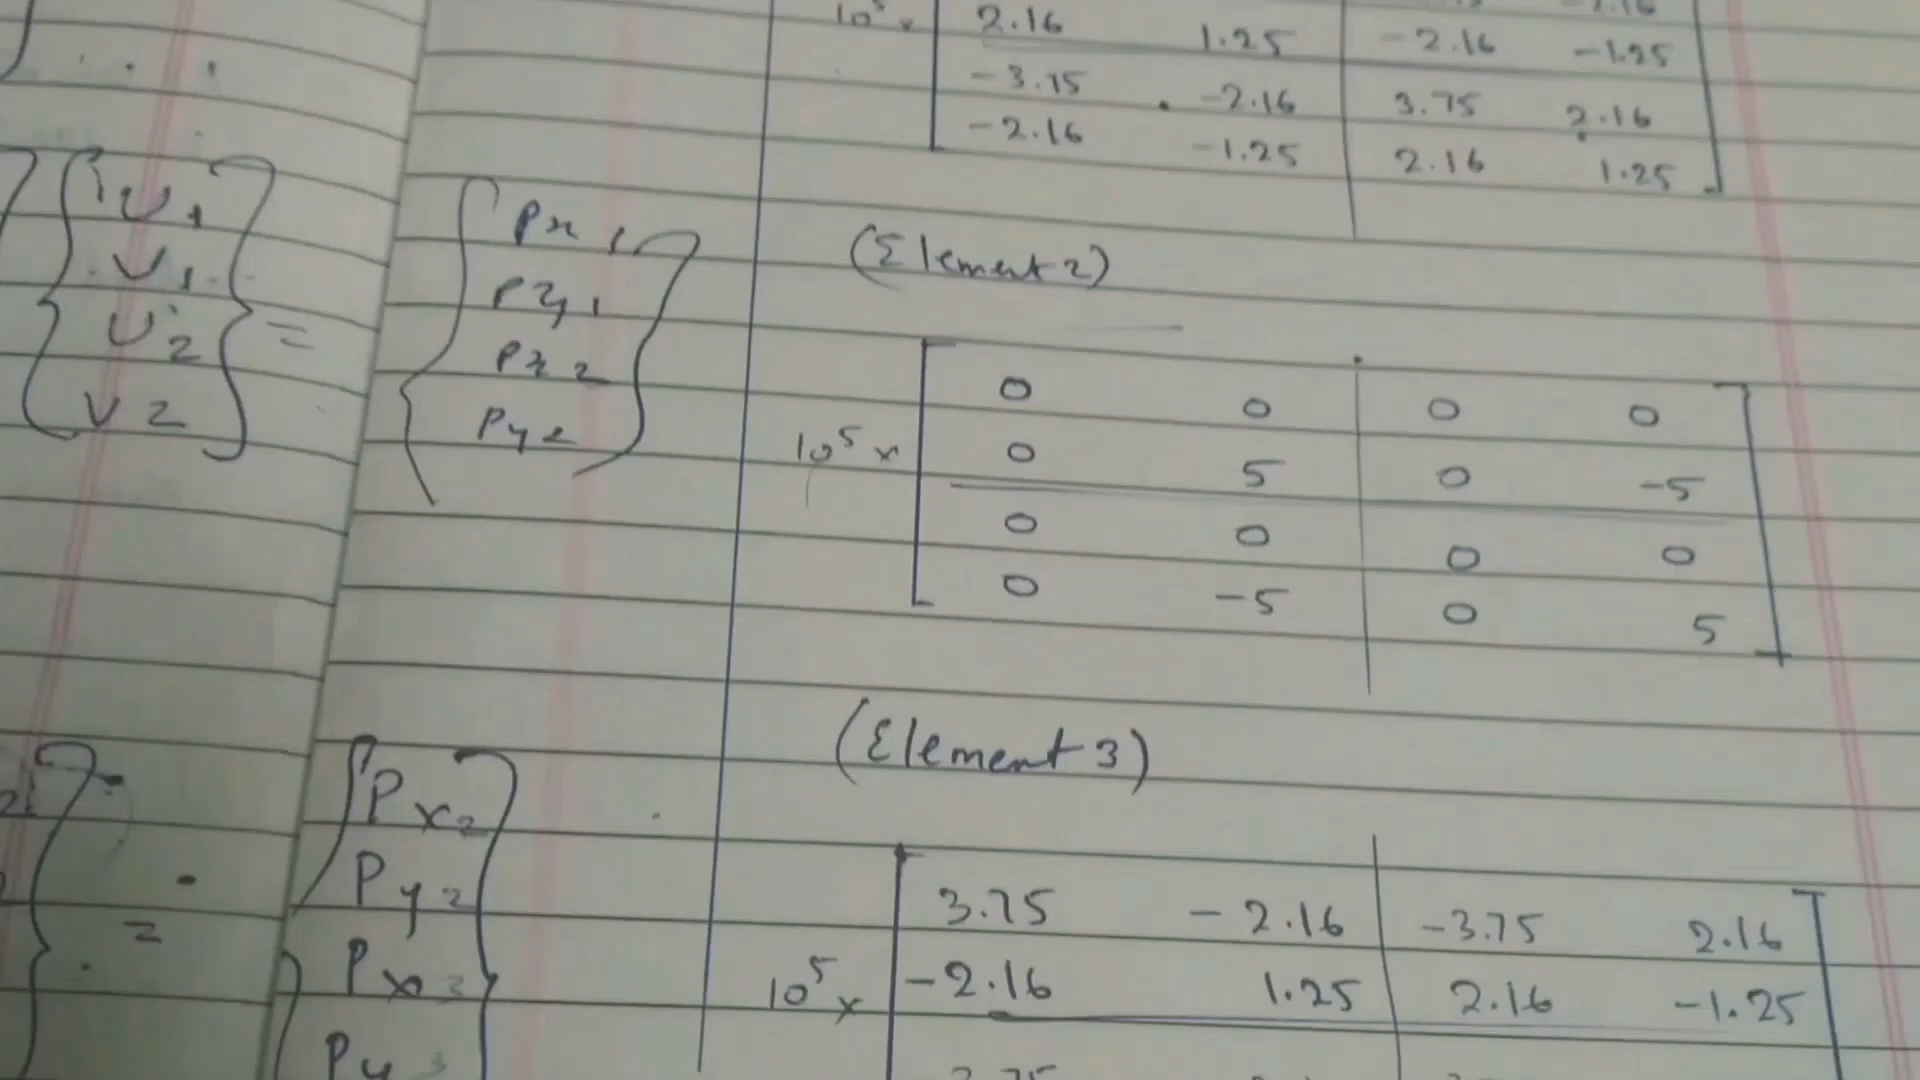 10⁵ x
2.16 1.25 -2.16 -1.25
-3.75 -2.16 3.75 2.16
-2.16 -1.25 2.16 1.25
U1
V1
U2
V2
=
Px1
Py1
Px2
Py2
(Element 2)
10⁵ x
0 0 0 0
0 5 0 -5
0 0 0 0
0 -5 0 5
=
Px2
Py2
Px3
Py3
(Element 3)
10⁵ x
3.75 -2.16 -3.75 2.16
-2.16 1.25 2.16 -1.25